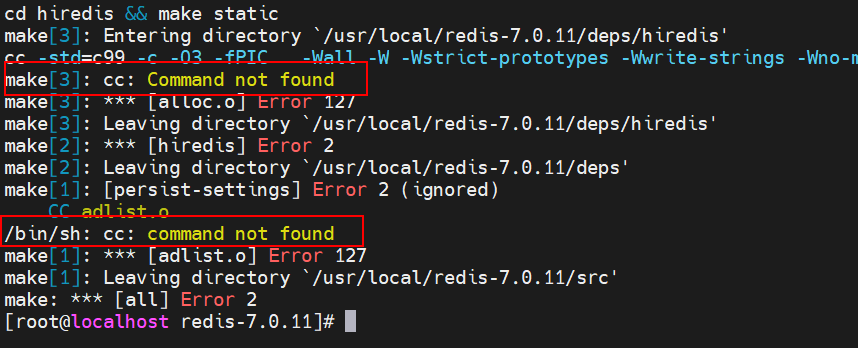 cd hiredis && make static
make[3]: Entering directory `/usr/local/redis-7.0.11/deps/hiredis'
cc -std=c99 -c -O3 -fPIC   -Wall -W -Wstrict-prototypes -Wwrite-strings -Wno-m
make[3]: cc: Command not found
make[3]: *** [alloc.o] Error 127
make[3]: Leaving directory `/usr/local/redis-7.0.11/deps/hiredis'
make[2]: *** [hiredis] Error 2
make[2]: Leaving directory `/usr/local/redis-7.0.11/deps'
make[1]: [persist-settings] Error 2 (ignored)
    CC adlist.o
/bin/sh: cc: command not found
make[1]: *** [adlist.o] Error 127
make[1]: Leaving directory `/usr/local/redis-7.0.11/src'
make: *** [all] Error 2
[root@localhost redis-7.0.11]#